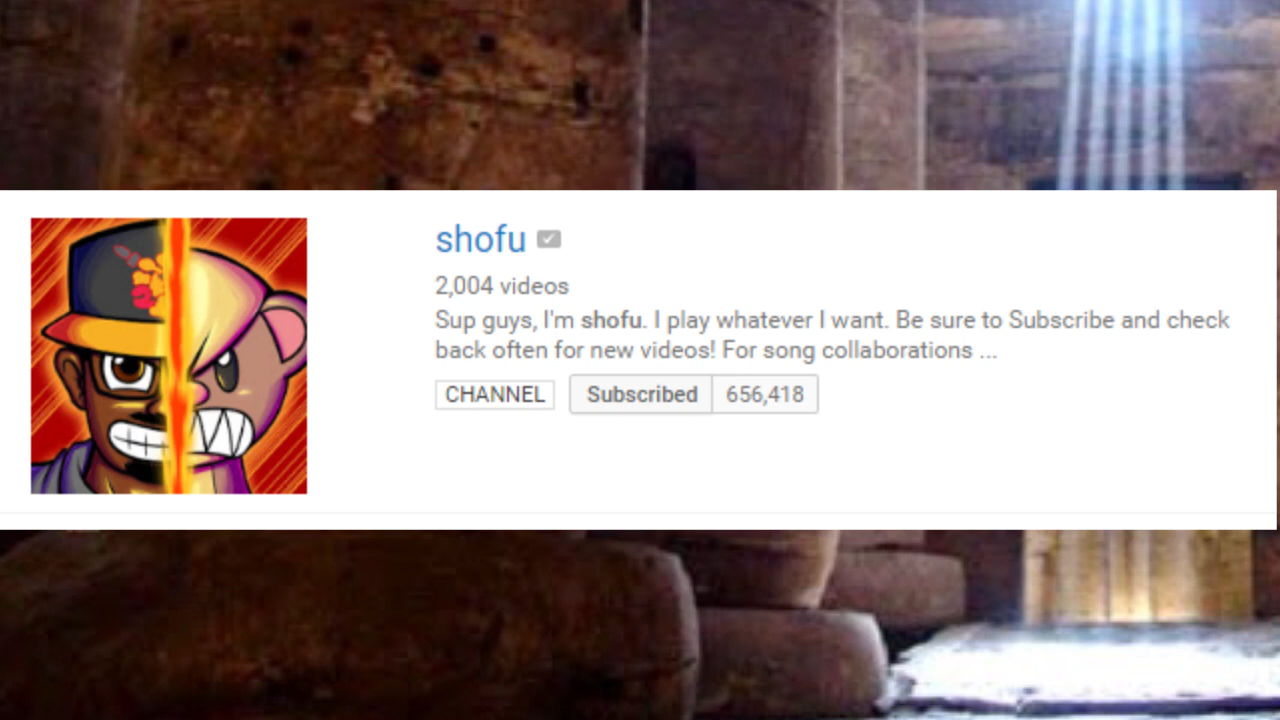 shofu
2,004 videos
Sup guys, I'm shofu. I play whatever I want. Be sure to Subscribe and check
back often for new videos! For song collaborations ...
CHANNEL Subscribed 656,418